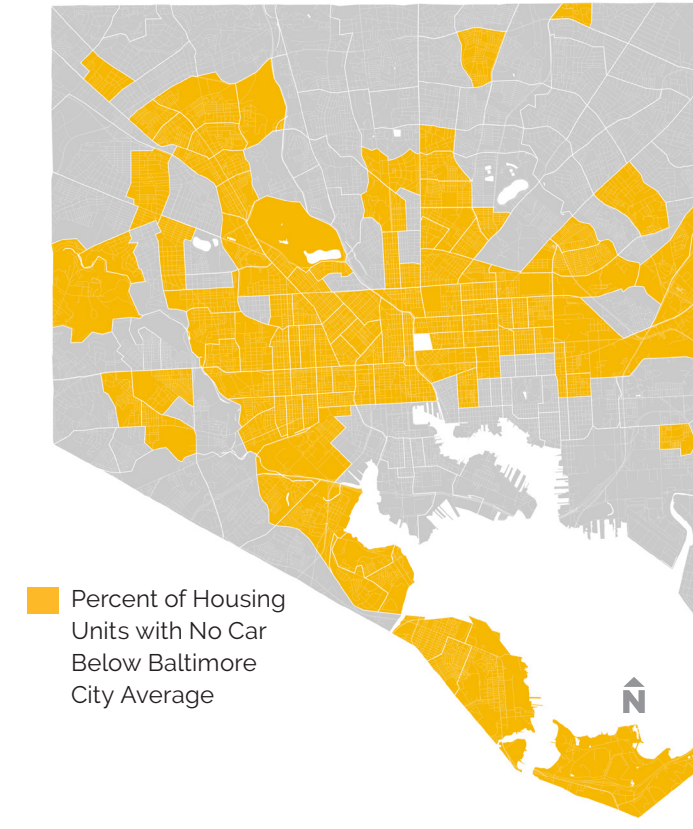 Percent of Housing
Units with No Car
Below Baltimore
City Average
N